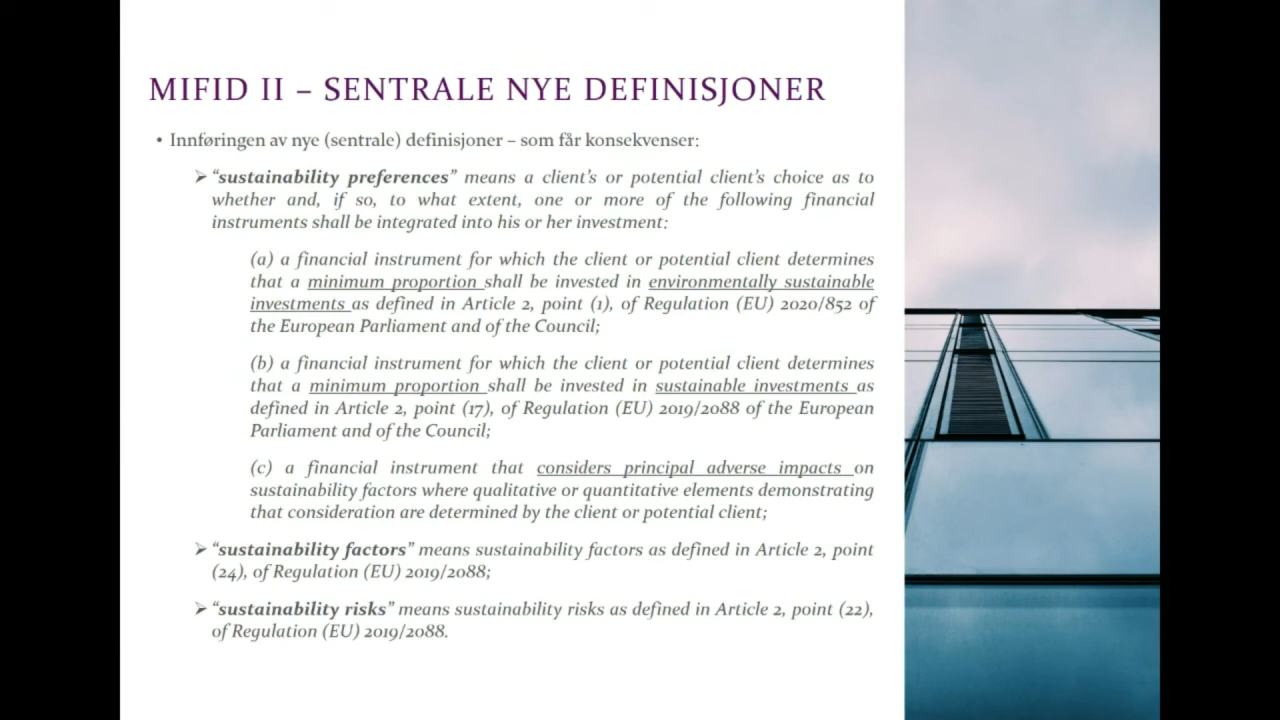 MIFID II – SENTRALE NYE DEFINISJONER
• Innføringen av nye (sentrale) definisjoner – som får konsekvenser:
➢ “sustainability preferences” means a client’s or potential client’s choice as to
whether and, if so, to what extent, one or more of the following financial
instruments shall be integrated into his or her investment:
(a) a financial instrument for which the client or potential client determines
that a minimum proportion shall be invested in environmentally sustainable
investments as defined in Article 2, point (1), of Regulation (EU) 2020/852 of
the European Parliament and of the Council;
(b) a financial instrument for which the client or potential client determines
that a minimum proportion shall be invested in sustainable investments as
defined in Article 2, point (17), of Regulation (EU) 2019/2088 of the European
Parliament and of the Council;
(c) a financial instrument that considers principal adverse impacts on
sustainability factors where qualitative or quantitative elements demonstrating
that consideration are determined by the client or potential client;
➢ “sustainability factors” means sustainability factors as defined in Article 2, point
(24), of Regulation (EU) 2019/2088;
➢ “sustainability risks” means sustainability risks as defined in Article 2, point (22),
of Regulation (EU) 2019/2088.